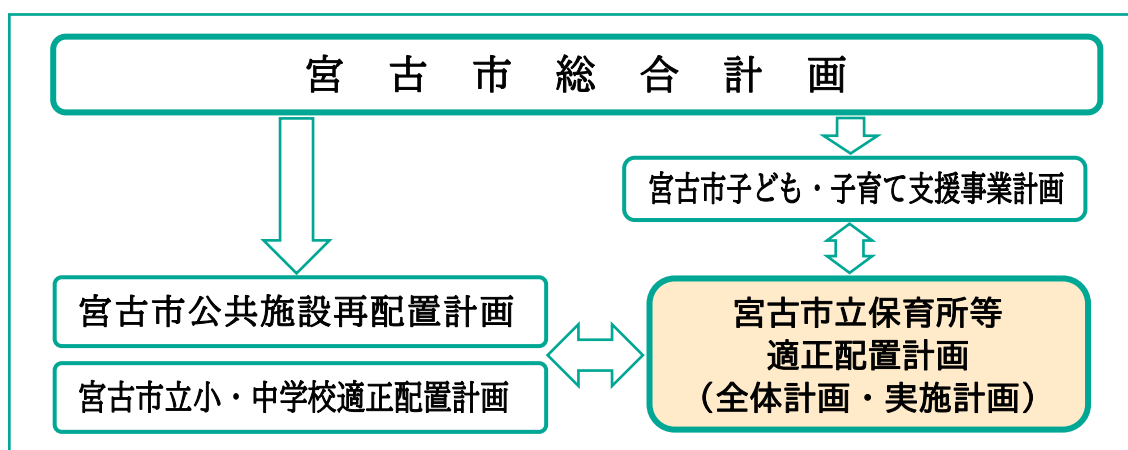 宮古市総合計画
宮古市子ども・子育て支援事業計画
宮古市公共施設再配置計画
宮古市立小・中学校適正配置計画
宮古市立保育所等
適正配置計画
（全体計画・実施計画）